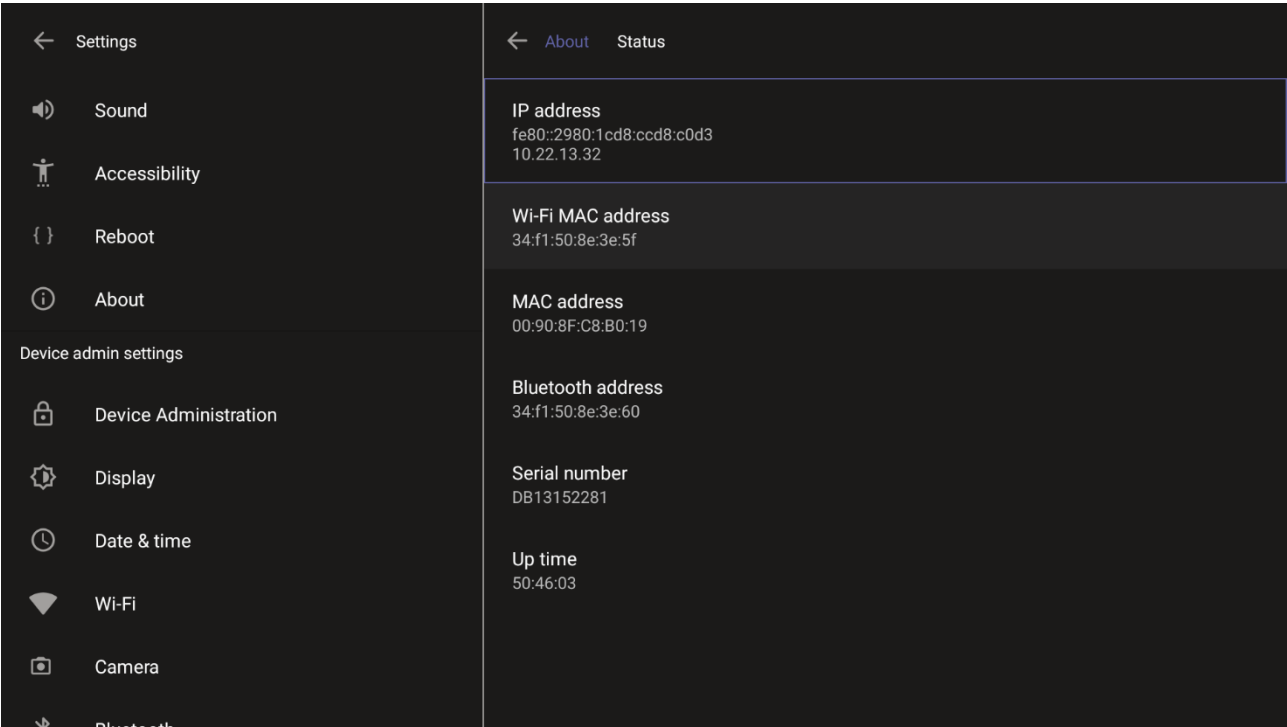 Settings
Sound
Accessibility
{ } Reboot
About
Device admin settings
Device Administration
Display
Date & time
Wi-Fi
Camera
Bluetooth
About Status
IP address
fe80::2980:1cd8:ccd8:c0d3
10.22.13.32
Wi-Fi MAC address
34:f1:50:8e:3e:5f
MAC address
00:90:8F:C8:B0:19
Bluetooth address
34:f1:50:8e:3e:60
Serial number
DB13152281
Up time
50:46:03